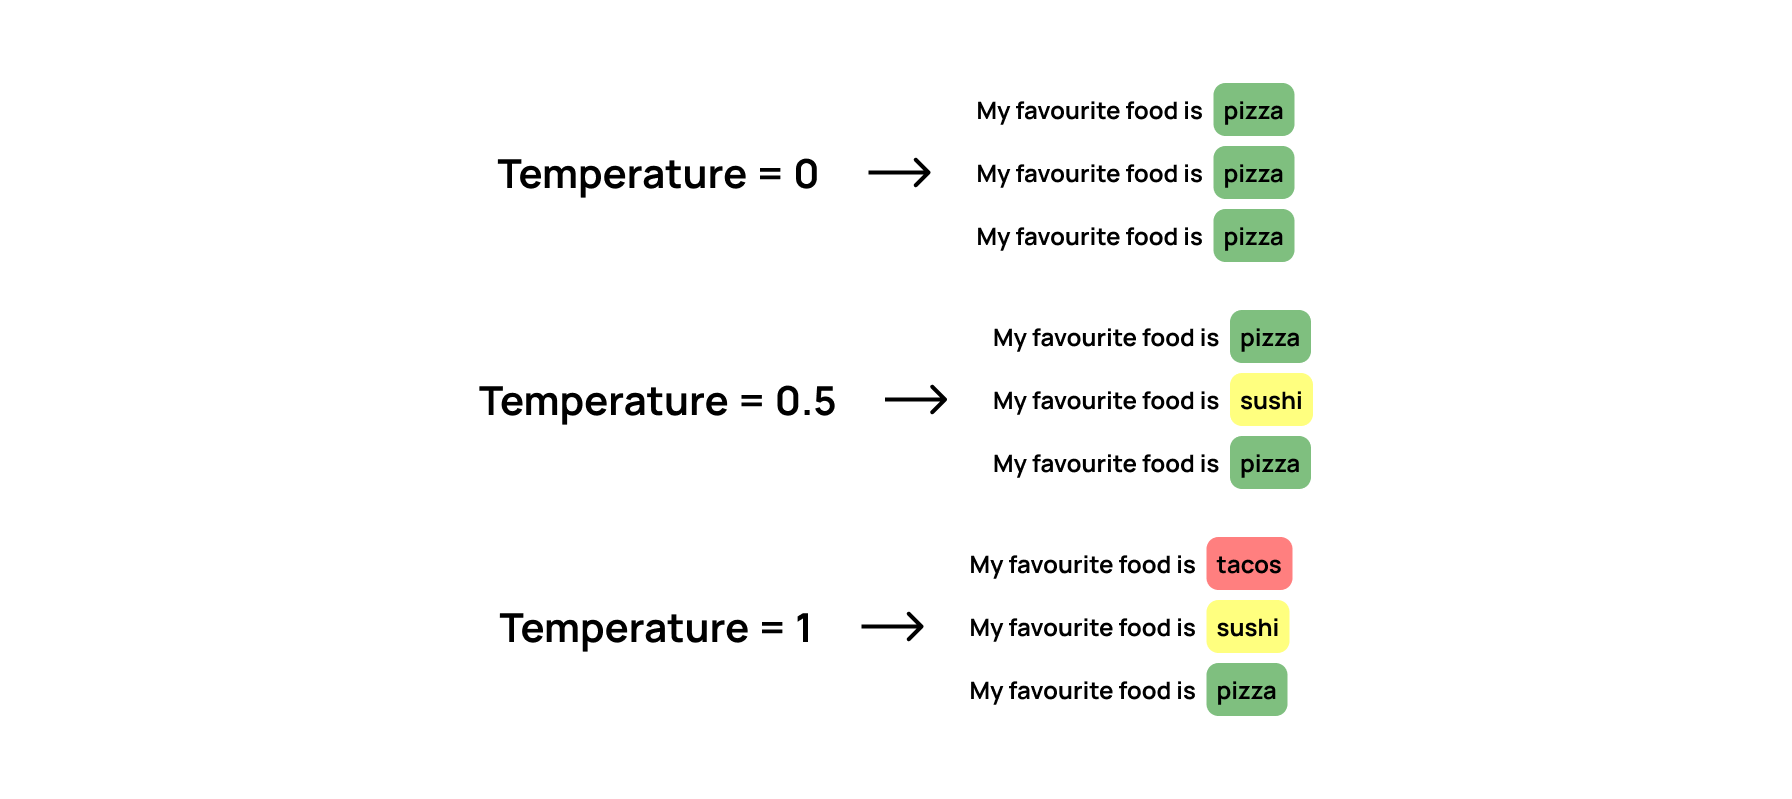 My favourite food is pizza
Temperature = 0 → My favourite food is pizza
My favourite food is pizza
My favourite food is pizza
Temperature = 0.5 → My favourite food is sushi
My favourite food is pizza
My favourite food is tacos
Temperature = 1 → My favourite food is sushi
My favourite food is pizza